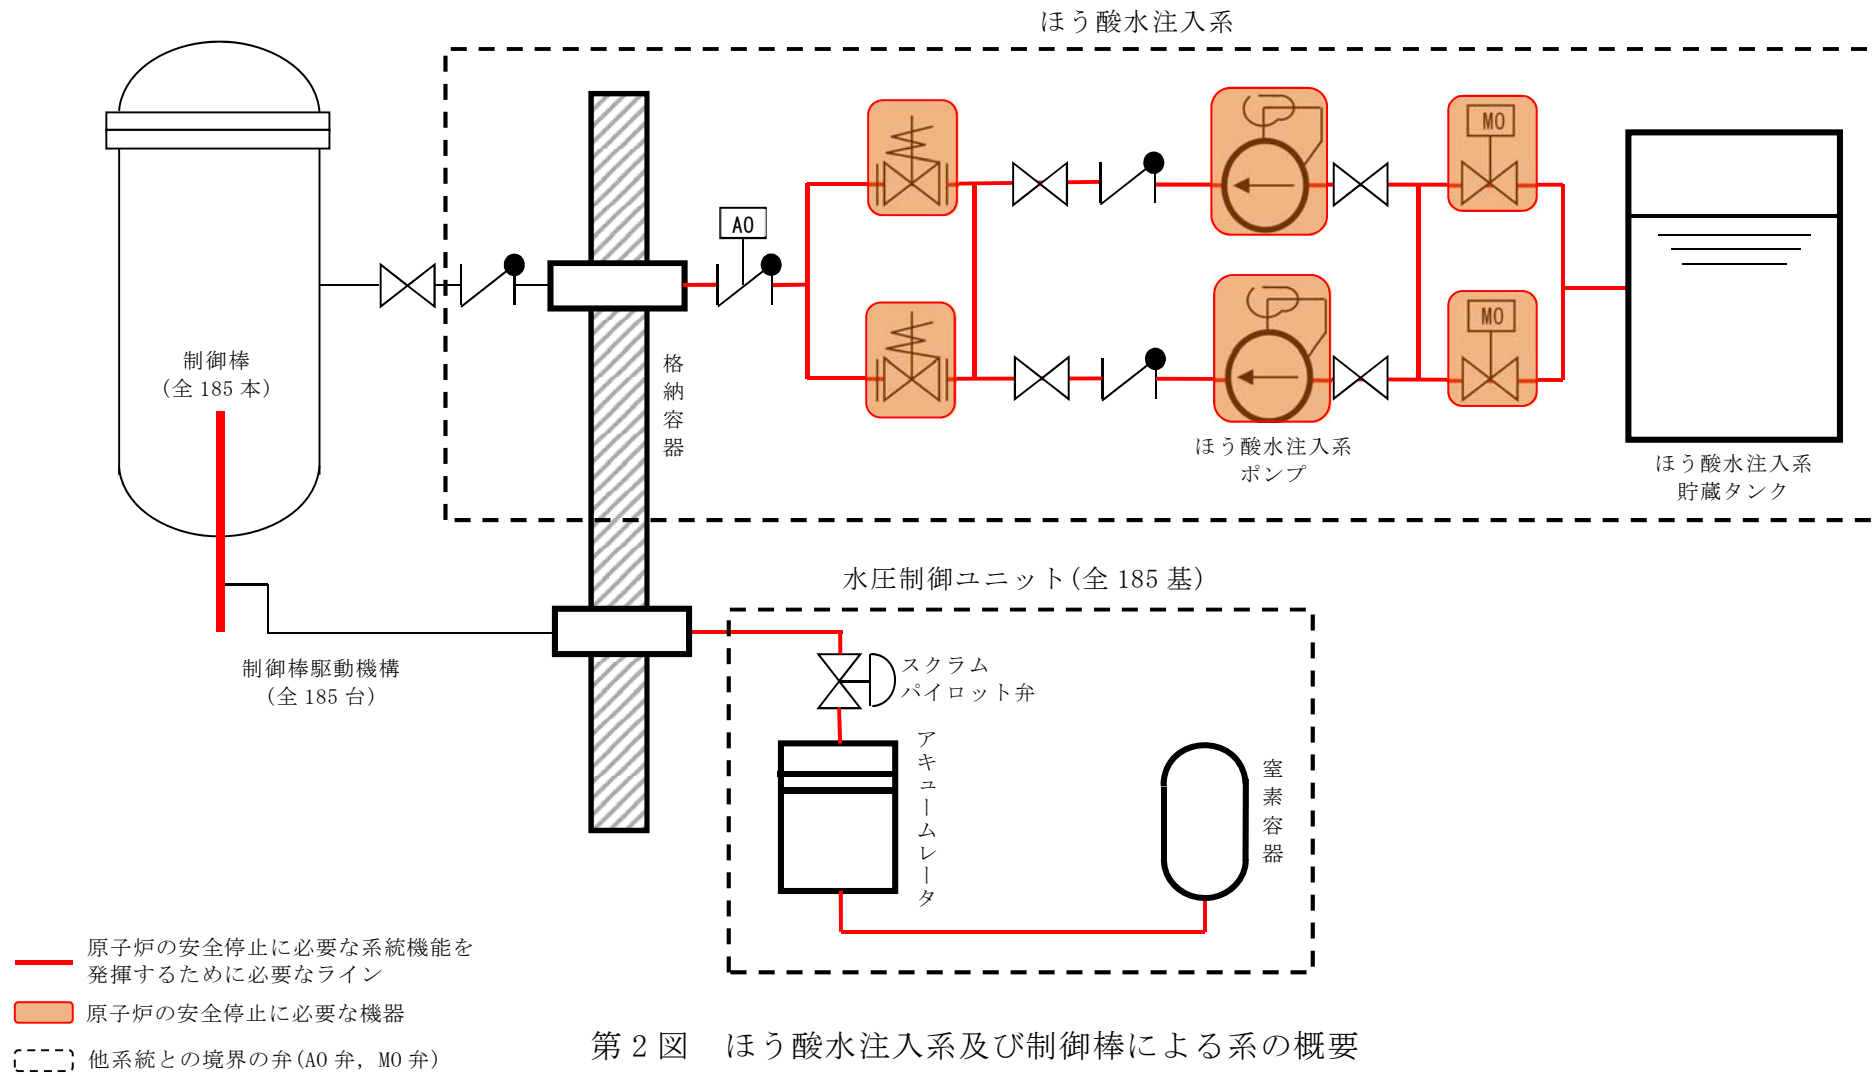 ほう酸水注入系
MO
AO
制御棒
(全 185 本)
格納容器
MO
ほう酸水注入系
ポンプ
ほう酸水注入系
貯蔵タンク
水圧制御ユニット(全 185 基)
制御棒駆動機構
(全 185 台)
スクラム
パイロット弁
アキュームレータ
窒素容器
原子炉の安全停止に必要な系統機能を
発揮するために必要なライン
原子炉の安全停止に必要な機器
他系統との境界の弁(AO 弁, MO 弁)
第 2 図　ほう酸水注入系及び制御棒による系の概要